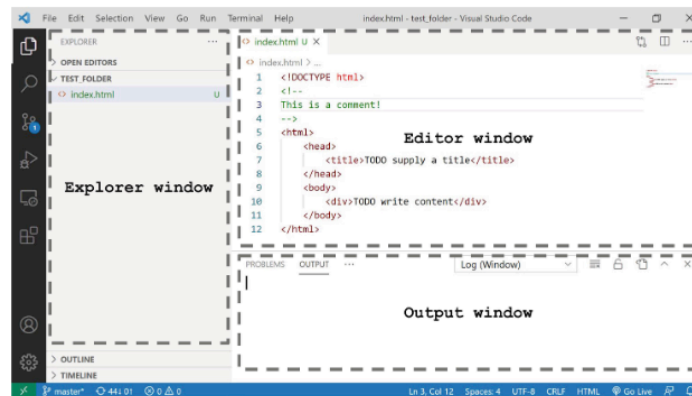 File Edit Selection View Go Run Terminal Help index.html - test_folder - Visual Studio Code
EXPLORER ···
OPEN EDITORS
TEST_FOLDER
<> index.html U
Explorer window
OUTLINE
TIMELINE
<> index.html U ×
<> index.html > ...
1 <!DOCTYPE html>
2 <!--
3 This is a comment!
4 -->
5 <html>
6 <head>
7 <title>TODO supply a title</title>
8 </head>
9 <body>
10 <div>TODO write content</div>
11 </body>
12 </html>
Editor window
PROBLEMS OUTPUT ··· Log (Window)
Output window
master* 0 0 Ln 3, Col 12 Spaces: 4 UTF-8 CRLF HTML Go Live